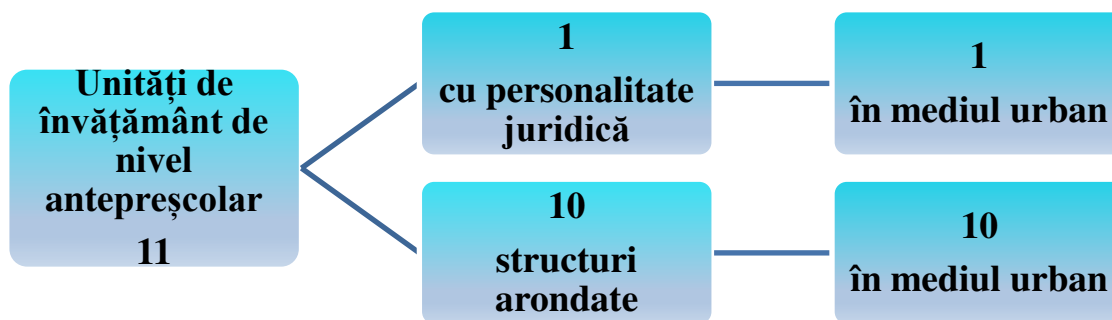 Unități de
învățământ de
nivel
antepreșcolar
11
1
cu personalitate
juridică
1
în mediul urban
10
structuri
arondate
10
în mediul urban